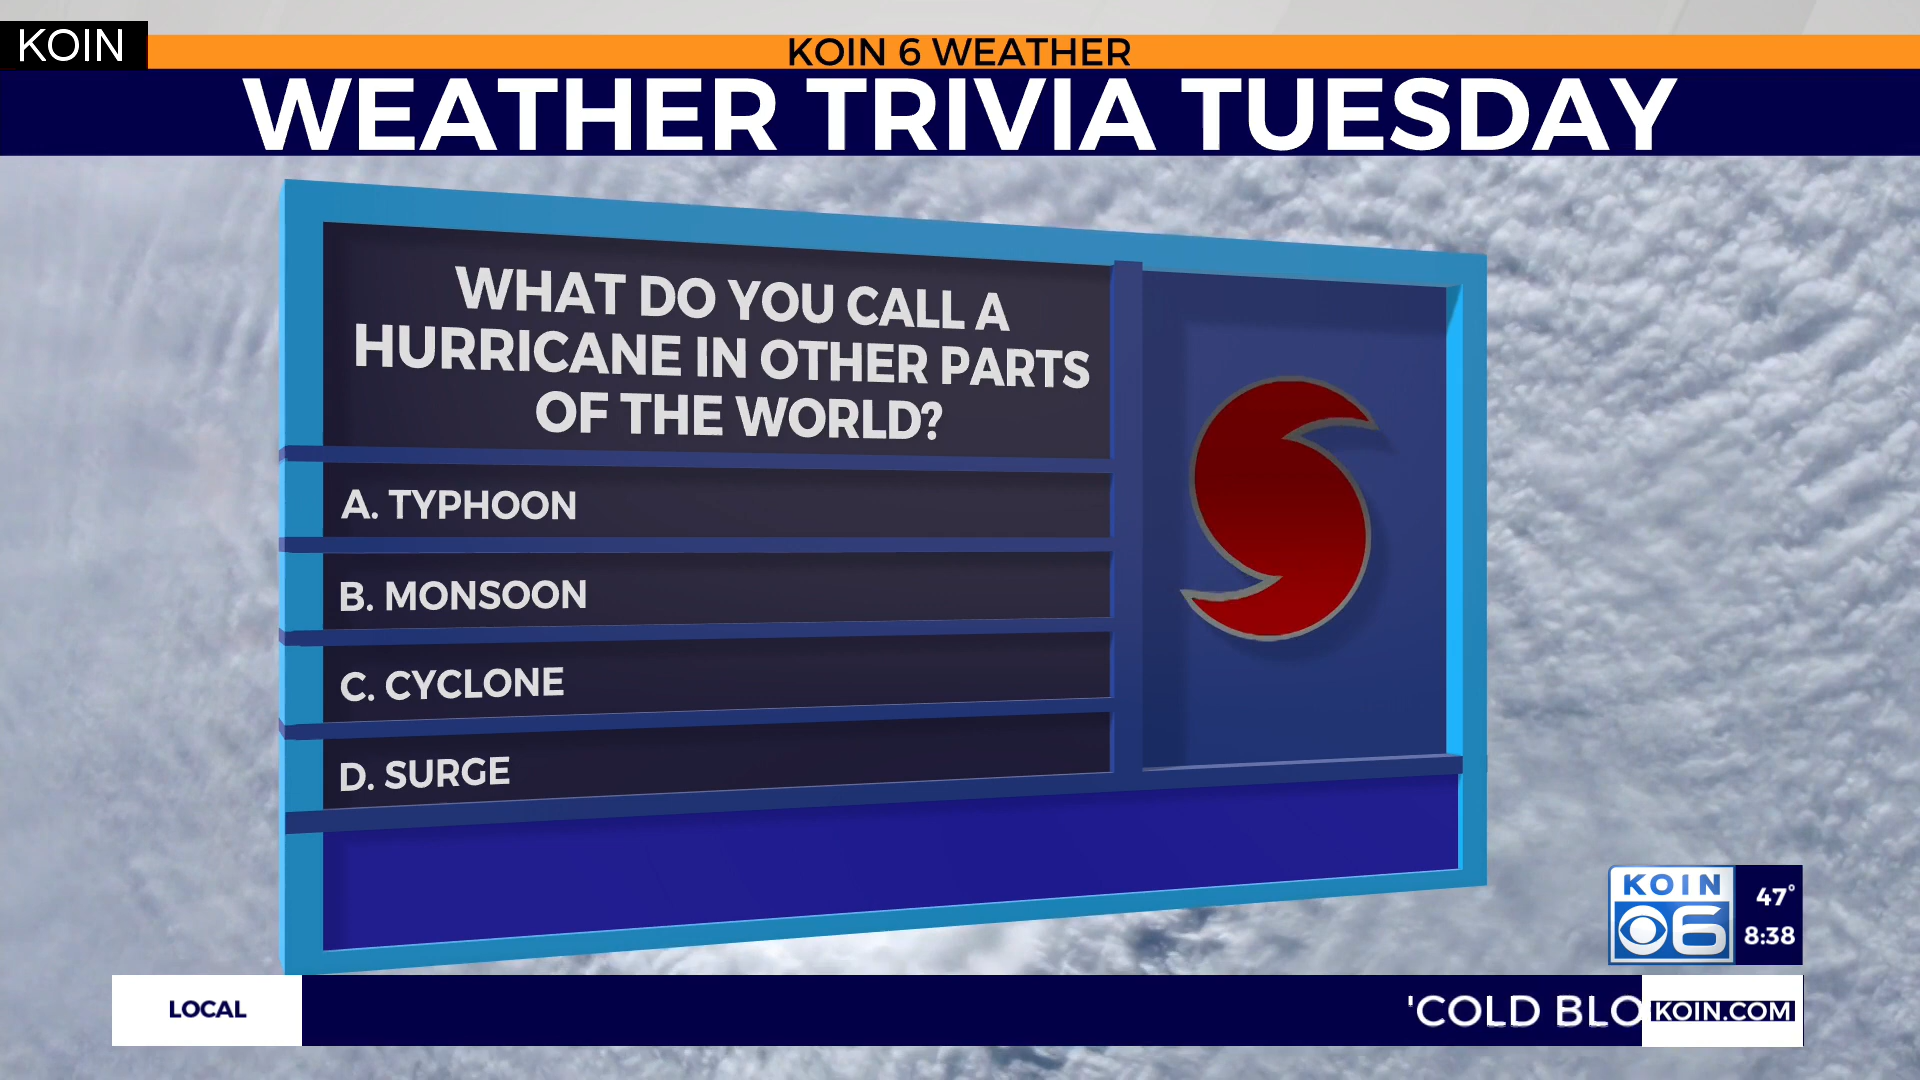 KOIN
KOIN 6 WEATHER
WEATHER TRIVIA TUESDAY
WHAT DO YOU CALL A
HURRICANE IN OTHER PARTS
OF THE WORLD?
A. TYPHOON
B. MONSOON
C. CYCLONE
D. SURGE
KOIN
6
47°
8:38
LOCAL
'COLD BLO
KOIN.COM